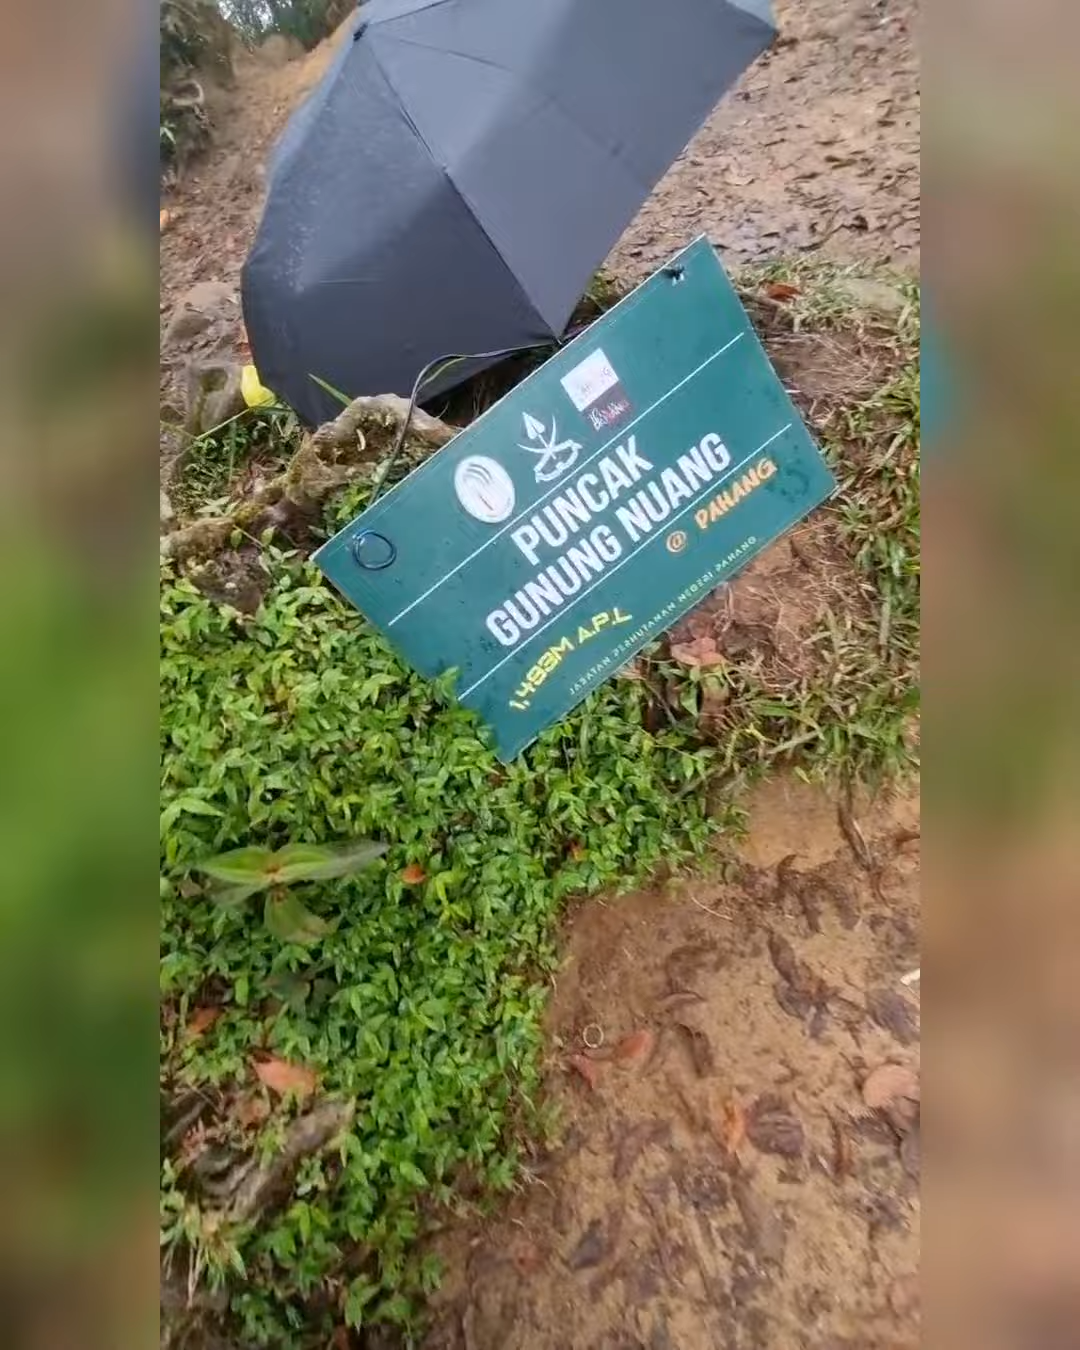 PUNCAK
GUNUNG NUANG
@ PAHANG
1,493M A.P.L
JABATAN PERHUTANAN NEGERI PAHANG